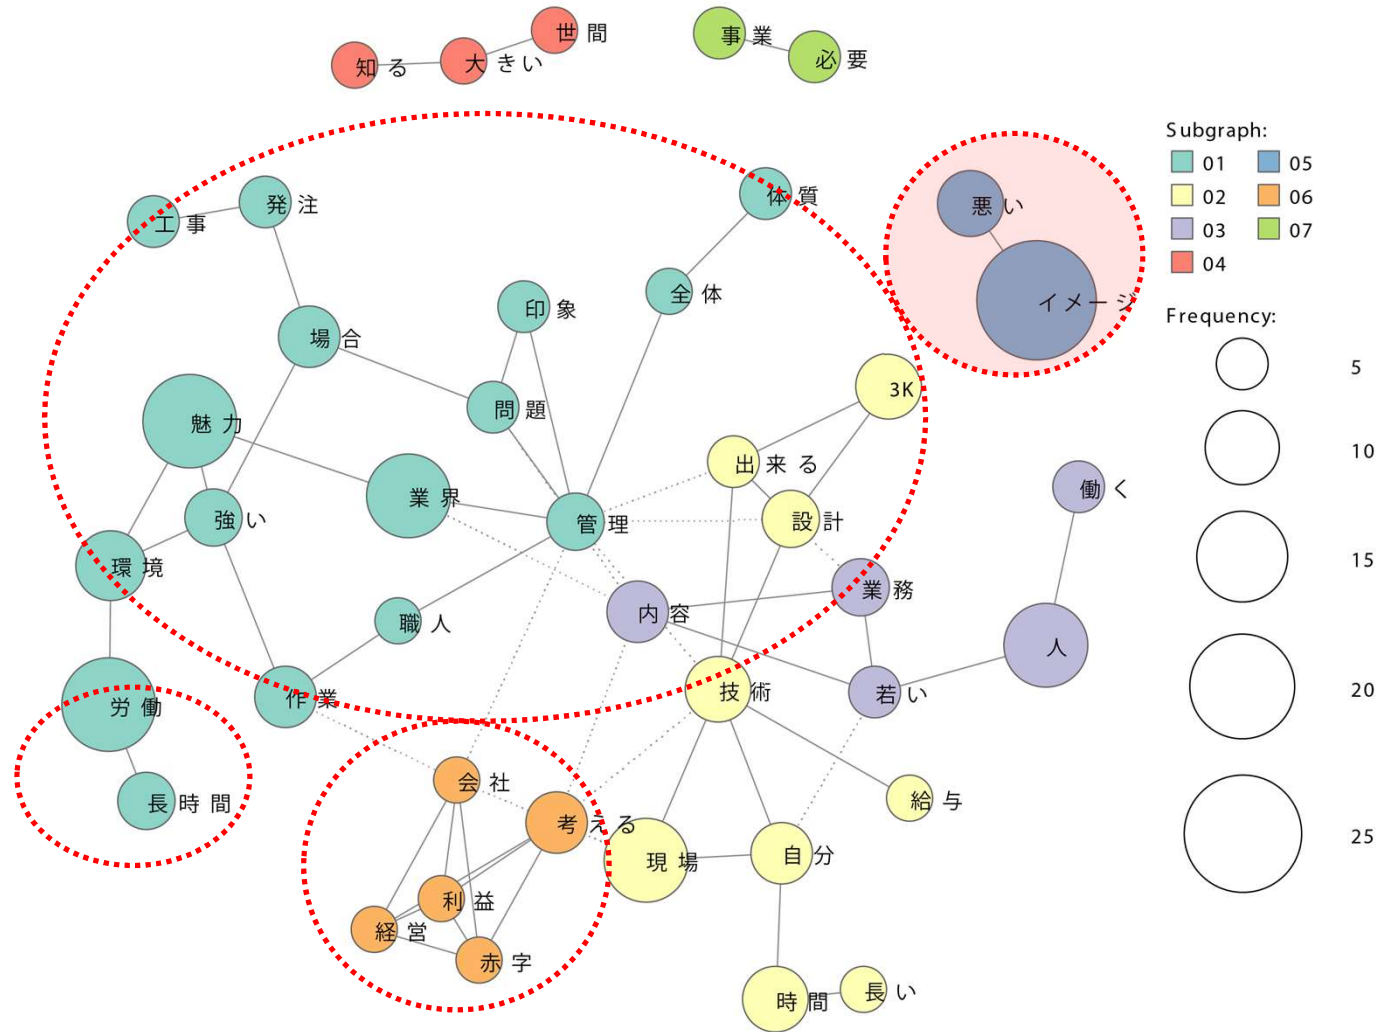 世間
知る
大きい
事業
必要
Subgraph:
01
05
02
06
03
07
04
Frequency:
5
10
15
20
25
工事
発注
体質
悪い
イメージ
全体
印象
場合
3K
問題
魅力
業界
出来る
設計
管理
働く
強い
環境
業務
内容
職人
人
労働
作業
技術
若い
長時間
会社
考える
給与
現場
自分
利益
経営
赤字
時間
長い